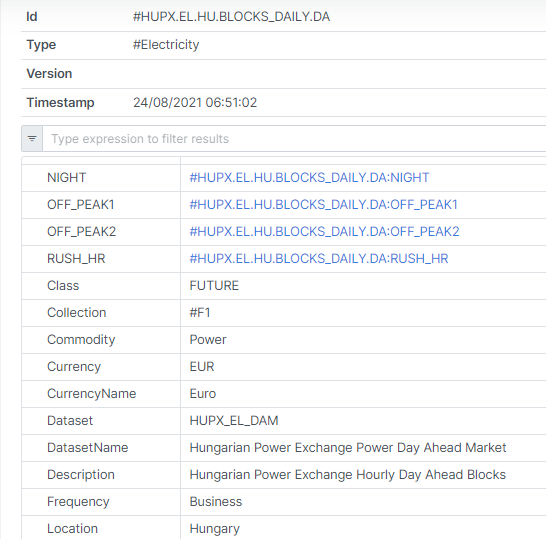 Id #HUPX.EL.HU.BLOCKS_DAILY.DA
Type #Electricity
Version
Timestamp 24/08/2021 06:51:02
Type expression to filter results
NIGHT #HUPX.EL.HU.BLOCKS_DAILY.DA:NIGHT
OFF_PEAK1 #HUPX.EL.HU.BLOCKS_DAILY.DA:OFF_PEAK1
OFF_PEAK2 #HUPX.EL.HU.BLOCKS_DAILY.DA:OFF_PEAK2
RUSH_HR #HUPX.EL.HU.BLOCKS_DAILY.DA:RUSH_HR
Class FUTURE
Collection #F1
Commodity Power
Currency EUR
CurrencyName Euro
Dataset HUPX_EL_DAM
DatasetName Hungarian Power Exchange Power Day Ahead Market
Description Hungarian Power Exchange Hourly Day Ahead Blocks
Frequency Business
Location Hungary